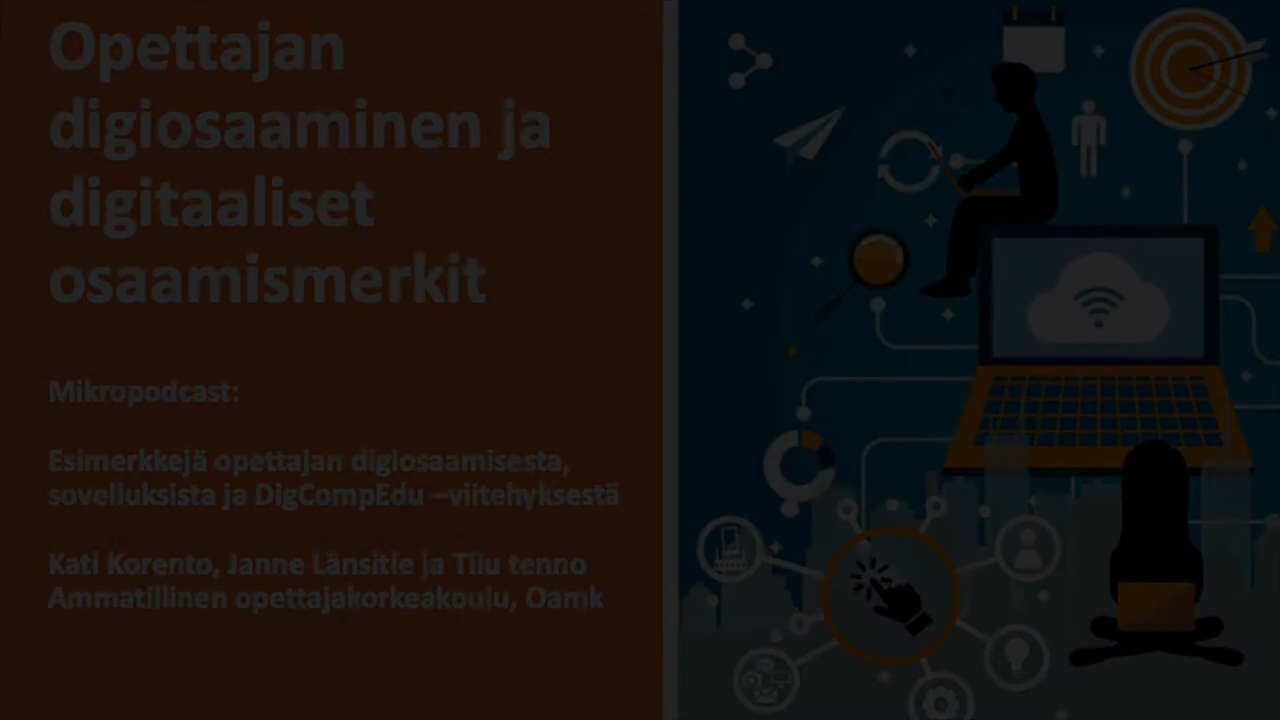 Opettajan
digiosaaminen ja
digitaaliset
osaamismerkit
Mikropodcast:
Esimerkkejä opettajan digiosaamisesta,
sovelluksista ja DigCompEdu –viitehyksestä
Kati Korento, Janne Länsitie ja Tiiu tenno
Ammatillinen opettajakorkeakoulu, Oamk